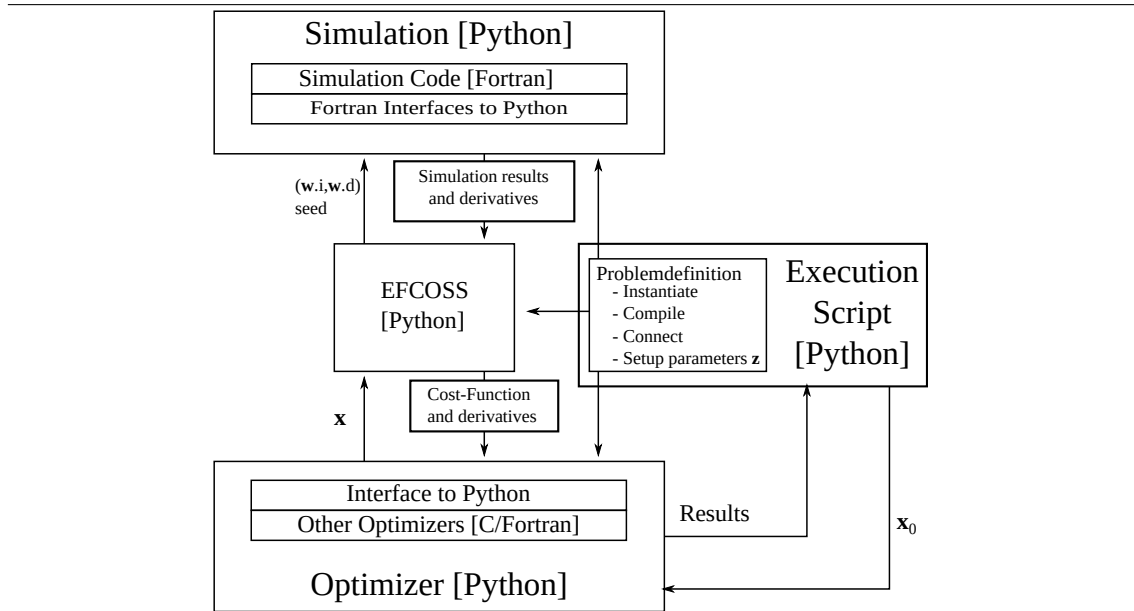 Simulation [Python]
Simulation Code [Fortran]
Fortran Interfaces to Python
(w.i,w.d)
seed
Simulation results
and derivatives
EFCOSS
[Python]
Problemdefinition
- Instantiate
- Compile
- Connect
- Setup parameters z
Execution
Script
[Python]
x
Cost-Function
and derivatives
Interface to Python
Other Optimizers [C/Fortran]
Optimizer [Python]
Results
x₀